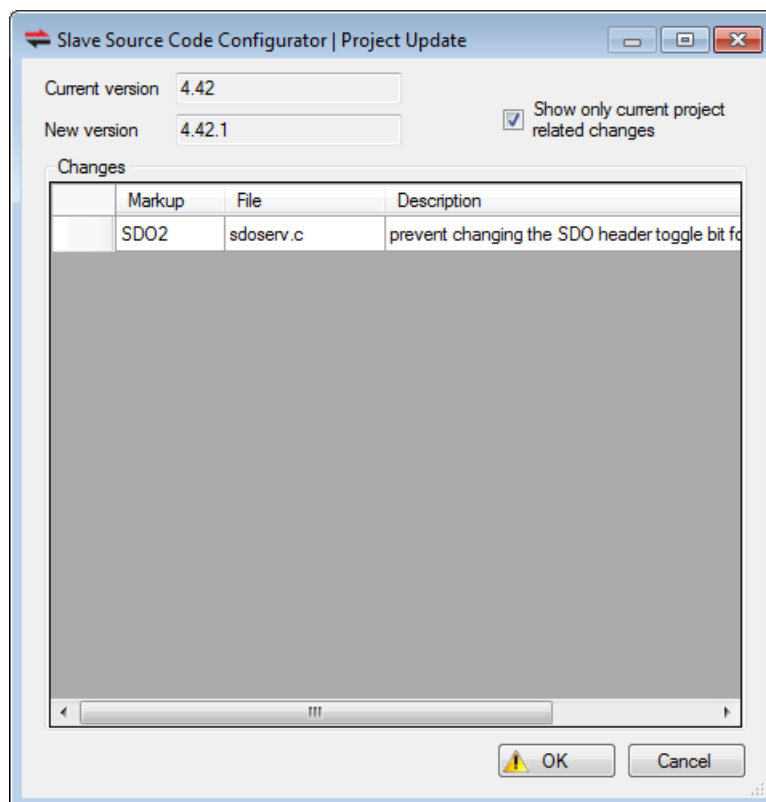 Slave Source Code Configurator | Project Update
Current version 4.42
New version 4.42.1
Show only current project
related changes
Changes
Markup File Description
SDO2 sdoserv.c prevent changing the SDO header toggle bit fo
OK Cancel